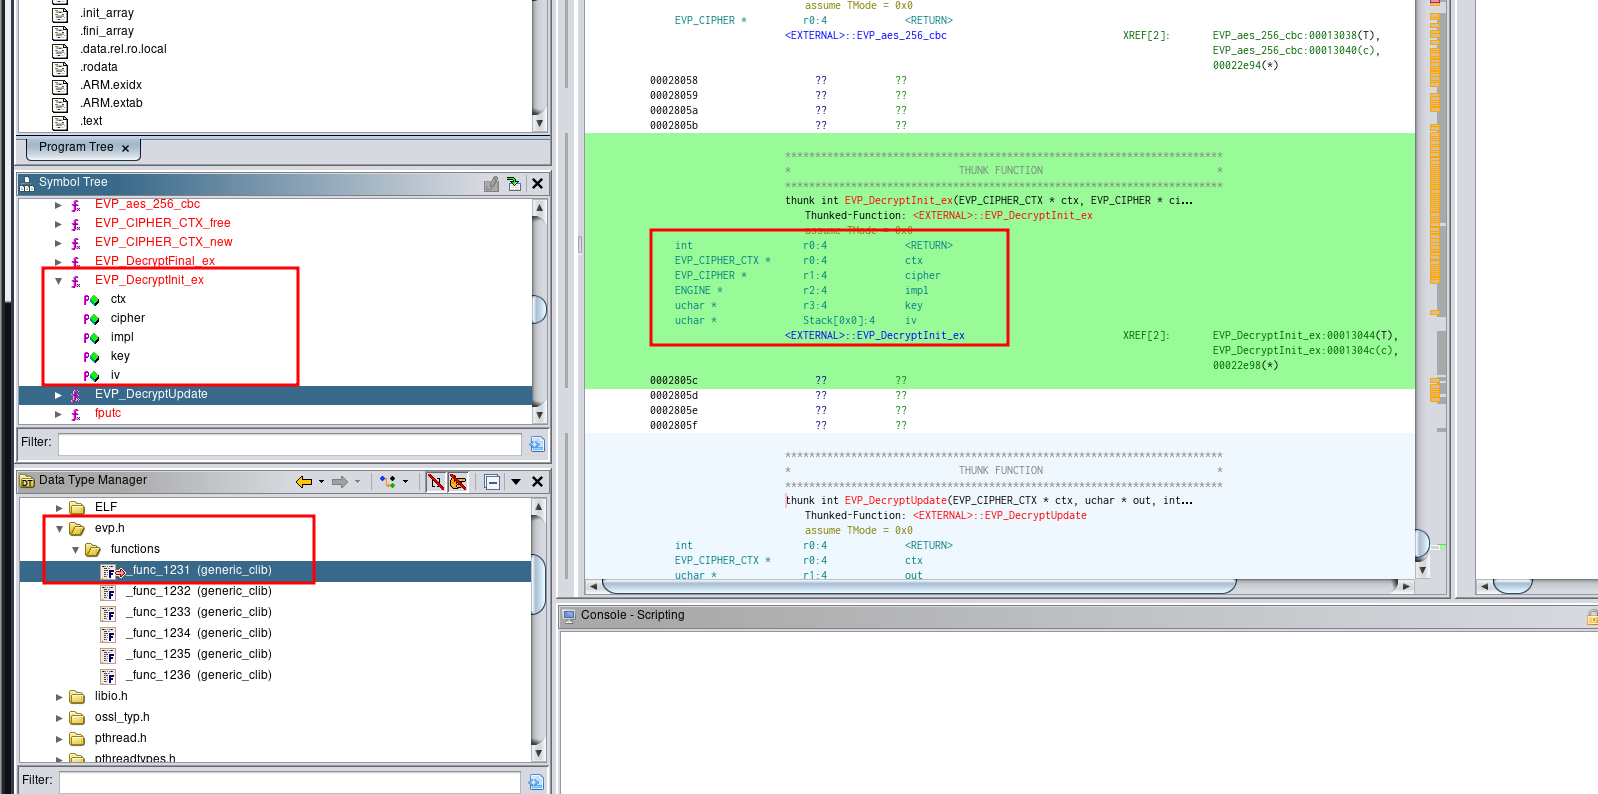 .init_array
.fini_array
.data.rel.ro.local
.rodata
.ARM.exidx
.ARM.extab
.text
Program Tree ×
Symbol Tree
EVP_aes_256_cbc
EVP_CIPHER_CTX_free
EVP_CIPHER_CTX_new
EVP_DecryptFinal_ex
EVP_DecryptInit_ex
ctx
cipher
impl
key
iv
EVP_DecryptUpdate
fputc
Filter:
Data Type Manager
ELF
evp.h
functions
_func_1231 (generic_clib)
_func_1232 (generic_clib)
_func_1233 (generic_clib)
_func_1234 (generic_clib)
_func_1235 (generic_clib)
_func_1236 (generic_clib)
libio.h
ossl_typ.h
pthread.h
pthreadtypes.h
Filter:
assume TMode = 0x0
EVP_CIPHER * r0:4 <RETURN>
<EXTERNAL>::EVP_aes_256_cbc XREF[2]: EVP_aes_256_cbc:00013038(T),
EVP_aes_256_cbc:00013040(c),
00022e94(*)
00028058 ?? ??
00028059 ?? ??
0002805a ?? ??
0002805b ?? ??
*************************************************************************
* THUNK FUNCTION
*************************************************************************
thunk int EVP_DecryptInit_ex(EVP_CIPHER_CTX * ctx, EVP_CIPHER * ci...
Thunked-Function: <EXTERNAL>::EVP_DecryptInit_ex
assume TMode = 0x0
int r0:4 <RETURN>
EVP_CIPHER_CTX * r0:4 ctx
EVP_CIPHER * r1:4 cipher
ENGINE * r2:4 impl
uchar * r3:4 key
uchar * Stack[0x0]:4 iv
<EXTERNAL>::EVP_DecryptInit_ex XREF[2]: EVP_DecryptInit_ex:00013044(T),
EVP_DecryptInit_ex:0001304c(c),
00022e98(*)
0002805c ?? ??
0002805d ?? ??
0002805e ?? ??
0002805f ?? ??
*************************************************************************
* THUNK FUNCTION *
*************************************************************************
thunk int EVP_DecryptUpdate(EVP_CIPHER_CTX * ctx, uchar * out, int...
Thunked-Function: <EXTERNAL>::EVP_DecryptUpdate
assume TMode = 0x0
int r0:4 <RETURN>
EVP_CIPHER_CTX * r0:4 ctx
uchar * r1:4 out
Console - Scripting